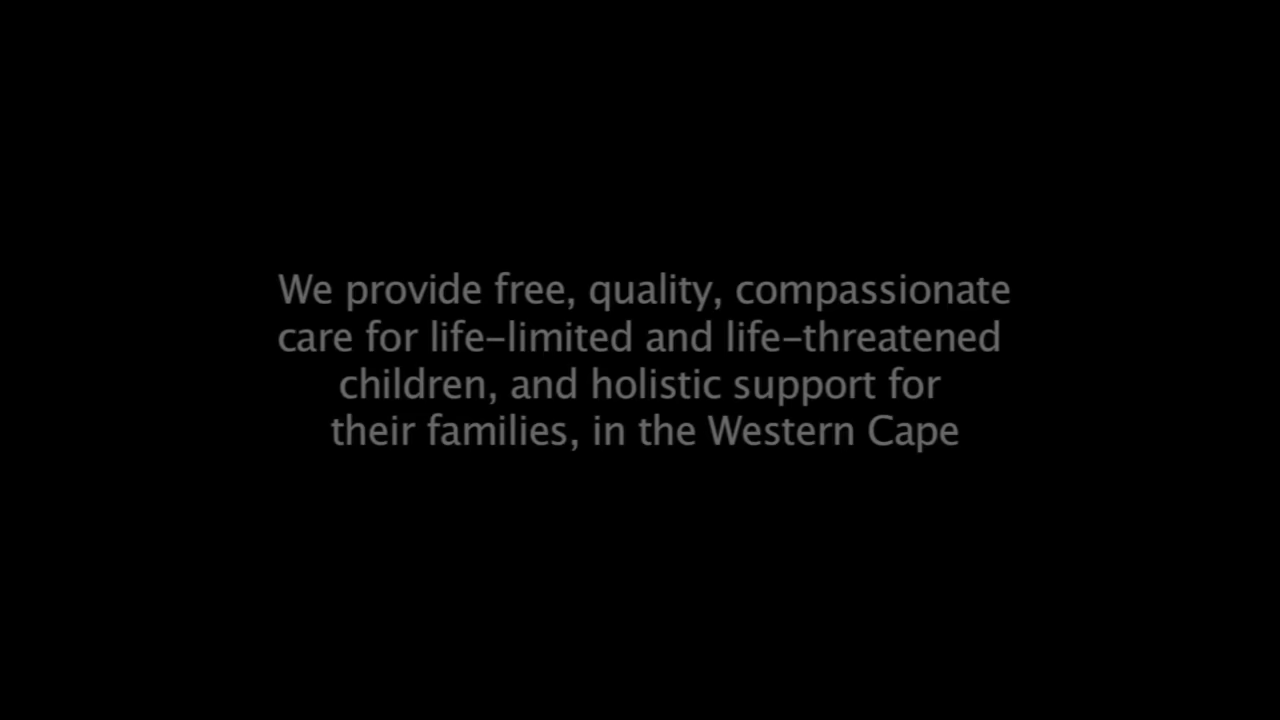 We provide free, quality, compassionate
care for life–limited and life–threatened
children, and holistic support for
their families, in the Western Cape